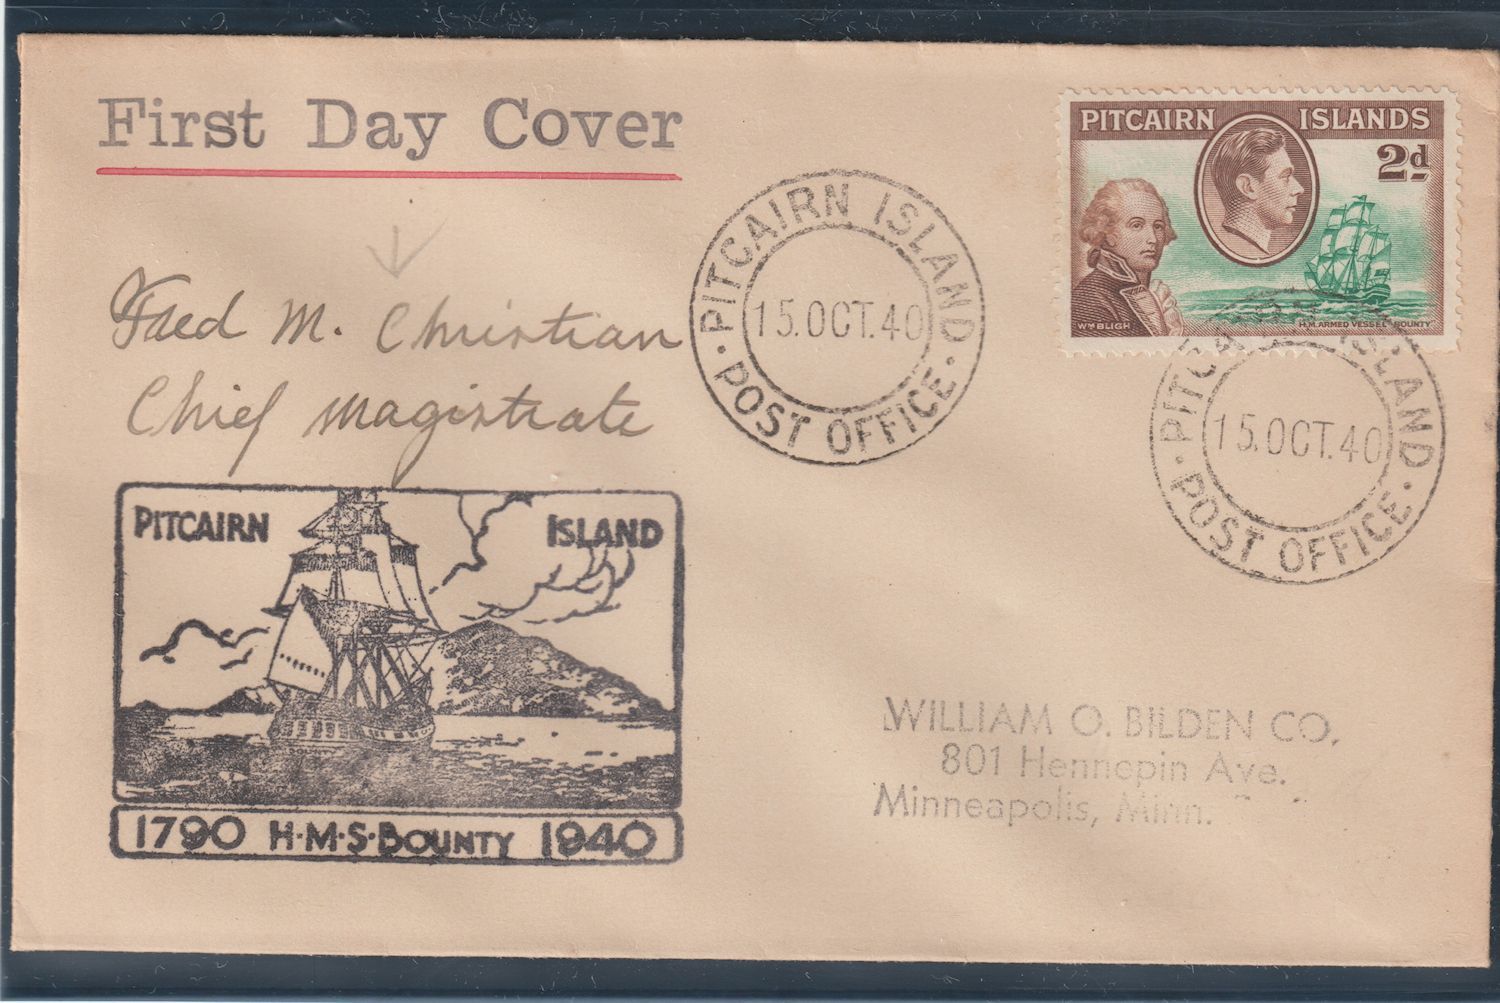 First Day Cover
Fred M. Christian
Chief Magistrate
PITCAIRN ISLAND
1790 H·M·S·BOUNTY 1940
PITCAIRN ISLAND
15.OCT.40
· POST OFFICE ·
PITCAIRN ISLANDS
2d
Wᴹ BLIGH
H.M. ARMED VESSEL BOUNTY
PITCAIRN ISLAND
15.OCT.40
· POST OFFICE ·
WILLIAM O. BILDEN CO.
801 Hennepin Ave.
Minneapolis, Minn.